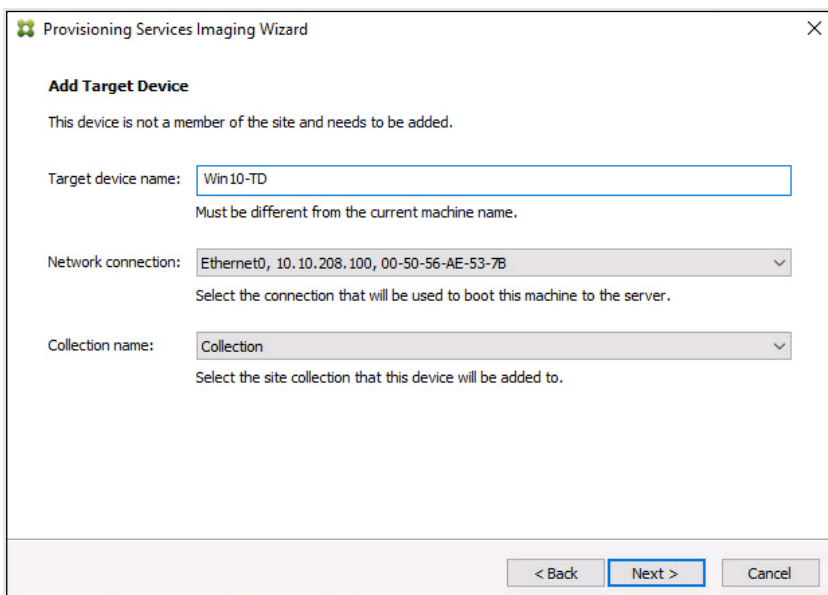 Provisioning Services Imaging Wizard
Add Target Device
This device is not a member of the site and needs to be added.
Target device name: Win10-TD
Must be different from the current machine name.
Network connection: Ethernet0, 10.10.208.100, 00-50-56-AE-53-7B
Select the connection that will be used to boot this machine to the server.
Collection name: Collection
Select the site collection that this device will be added to.
< Back Next > Cancel